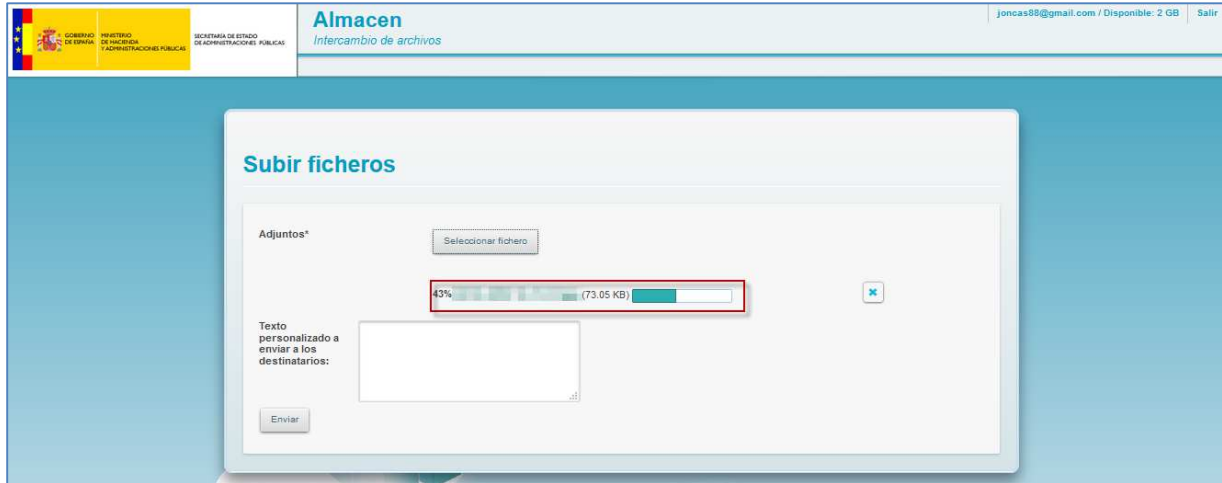 GOBIERNO
DE ESPAÑA
MINISTERIO
DE HACIENDA
Y ADMINISTRACIONES PÚBLICAS
SECRETARÍA DE ESTADO
DE ADMINISTRACIONES PÚBLICAS
Almacen
Intercambio de archivos
joncas88@gmail.com / Disponible: 2 GB Salir
Subir ficheros
Adjuntos*
Seleccionar fichero
43% (73.05 KB)
Texto
personalizado a
enviar a los
destinatarios:
Enviar